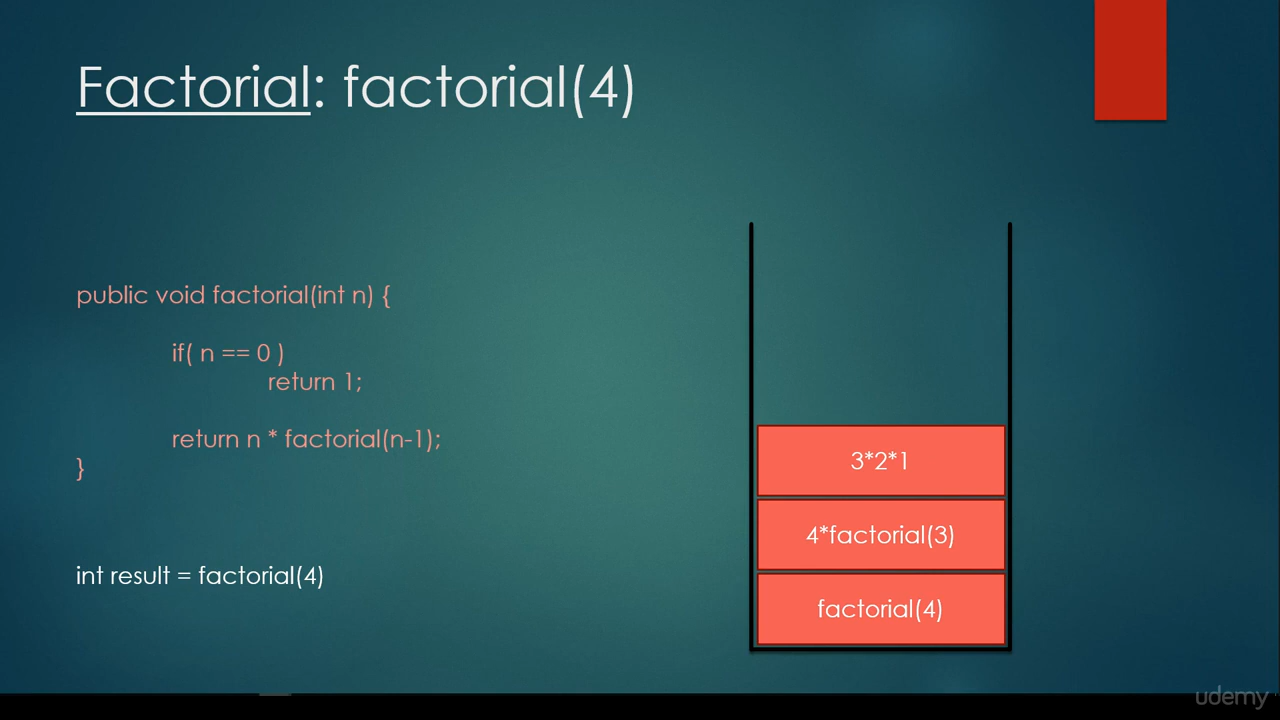 Factorial: factorial(4)
public void factorial(int n) {
if( n == 0 )
return 1;
return n * factorial(n-1);
}
int result = factorial(4)
3*2*1
4*factorial(3)
factorial(4)
udemy